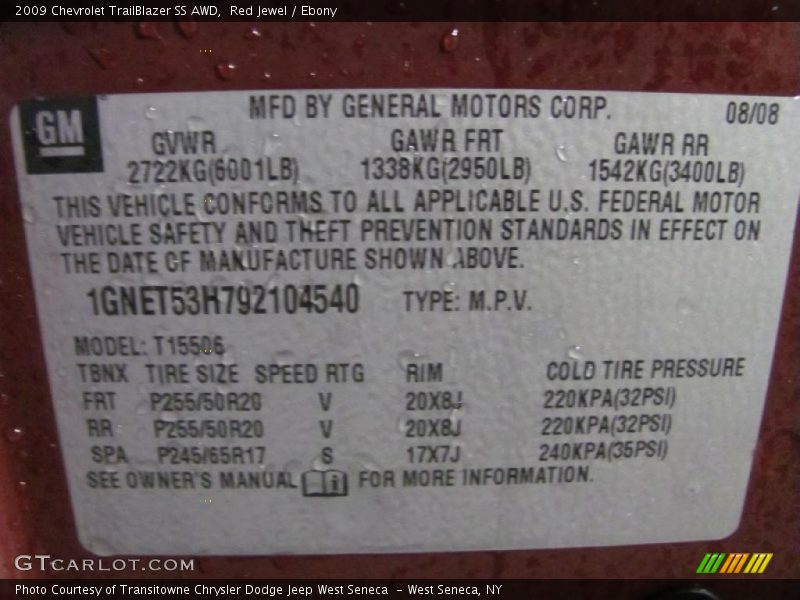 2009 Chevrolet TrailBlazer SS AWD,  Red Jewel / Ebony
GM MFD BY GENERAL MOTORS CORP. 08/08
GVWR GAWR FRT GAWR RR
2722KG(6001LB) 1338KG(2950LB) 1542KG(3400LB)
THIS VEHICLE CONFORMS TO ALL APPLICABLE U.S. FEDERAL MOTOR
VEHICLE SAFETY AND THEFT PREVENTION STANDARDS IN EFFECT ON
THE DATE OF MANUFACTURE SHOWN ABOVE.
1GNET53H792104540 TYPE: M.P.V.
MODEL: T15506
TBNX TIRE SIZE SPEED RTG RIM COLD TIRE PRESSURE
FRT P255/50R20 V 20X8J 220KPA(32PSI)
RR P255/50R20 V 20X8J 220KPA(32PSI)
SPA P245/65R17 S 17X7J 240KPA(35PSI)
SEE OWNER'S MANUAL i FOR MORE INFORMATION.
GTCARLOT.COM
Photo Courtesy of Transitowne Chrysler Dodge Jeep West Seneca  - West Seneca, NY